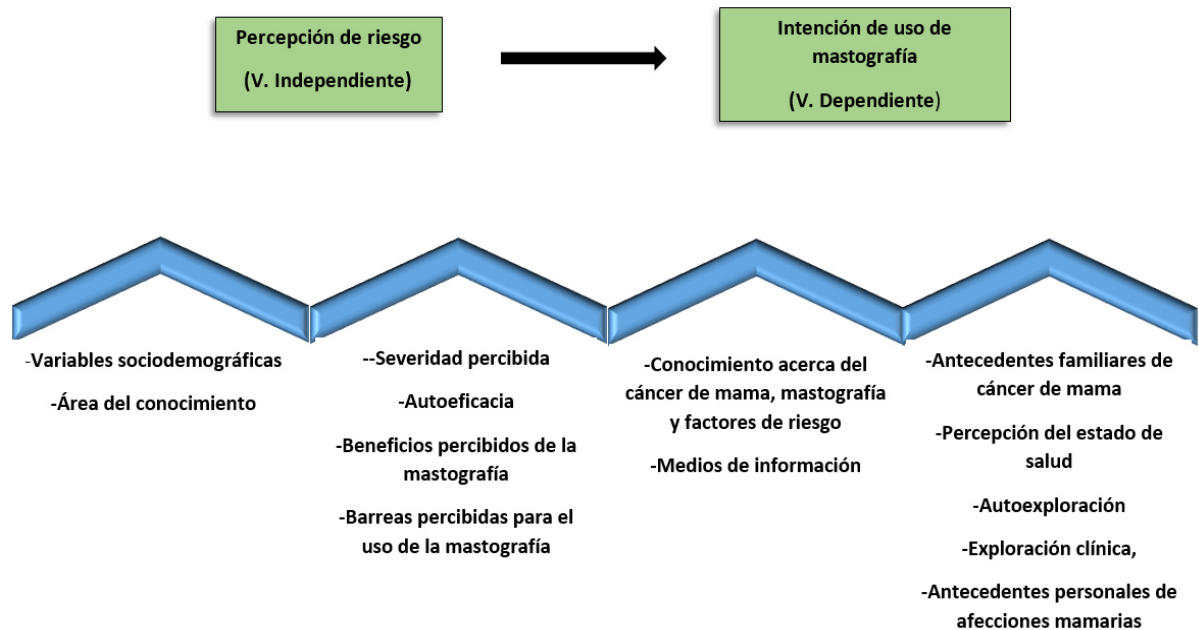 Percepción de riesgo
(V. Independiente)
Intención de uso de
mastografía
(V. Dependiente)
-Variables sociodemográficas
-Área del conocimiento
--Severidad percibida
-Autoeficacia
-Beneficios percibidos de la
mastografía
-Barreas percibidas para el
uso de la mastografía
-Conocimiento acerca del
cáncer de mama, mastografía
y factores de riesgo
-Medios de información
-Antecedentes familiares de
cáncer de mama
-Percepción del estado de
salud
-Autoexploración
-Exploración clínica,
-Antecedentes personales de
afecciones mamarias